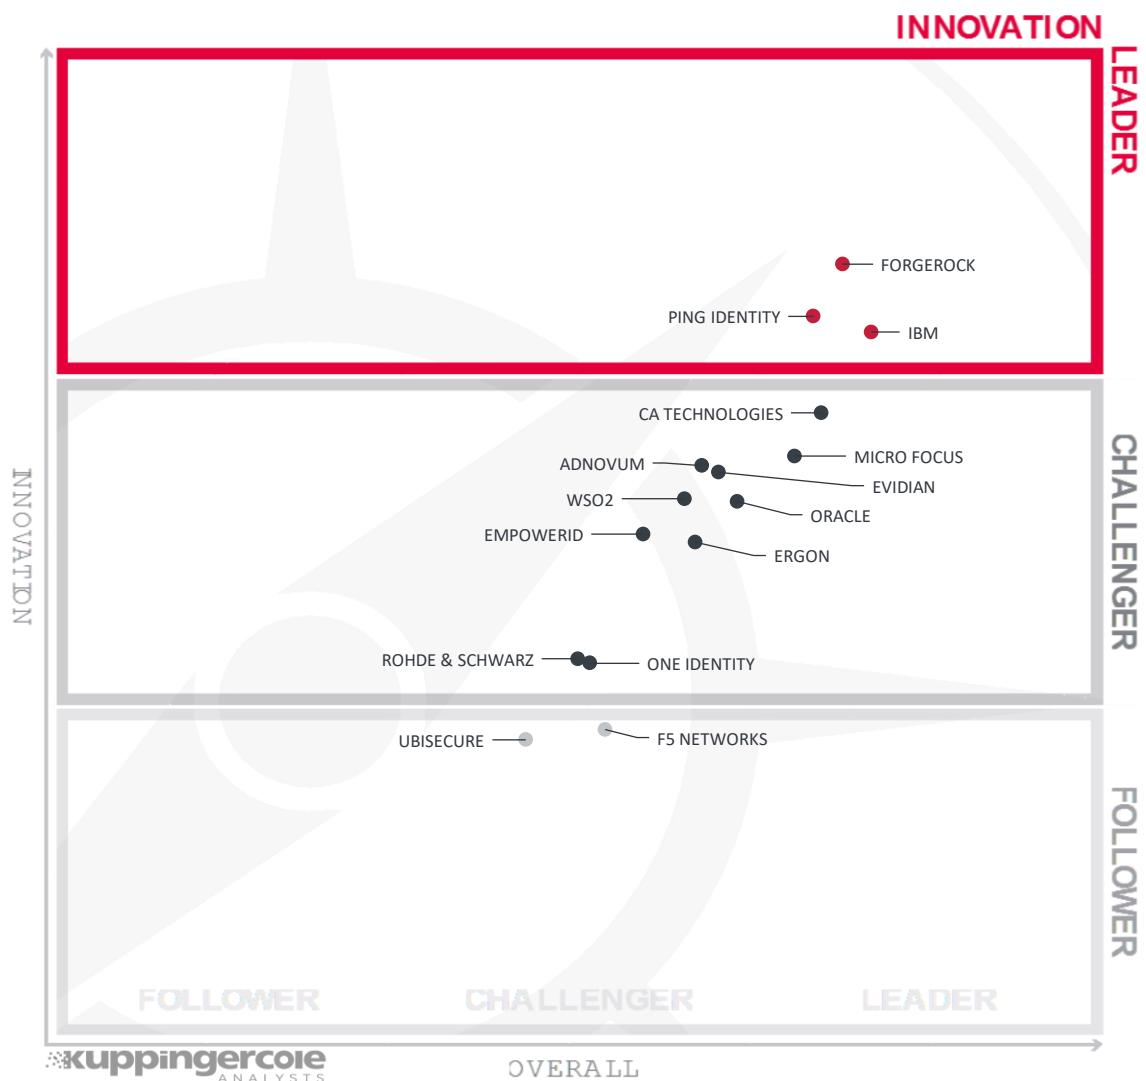 INNOVATION
LEADER
FORGEROCK
PING IDENTITY
IBM
CA TECHNOLOGIES
MICRO FOCUS
ADNOVUM
EVIDIAN
WSO2
ORACLE
EMPOWERID
ERGON
CHALLENGER
INNOVATION
ROHDE & SCHWARZ
ONE IDENTITY
UBISECURE
F5 NETWORKS
FOLLOWER
FOLLOWER
CHALLENGER
LEADER
kuppingercole
ANALYSTS
OVERALL